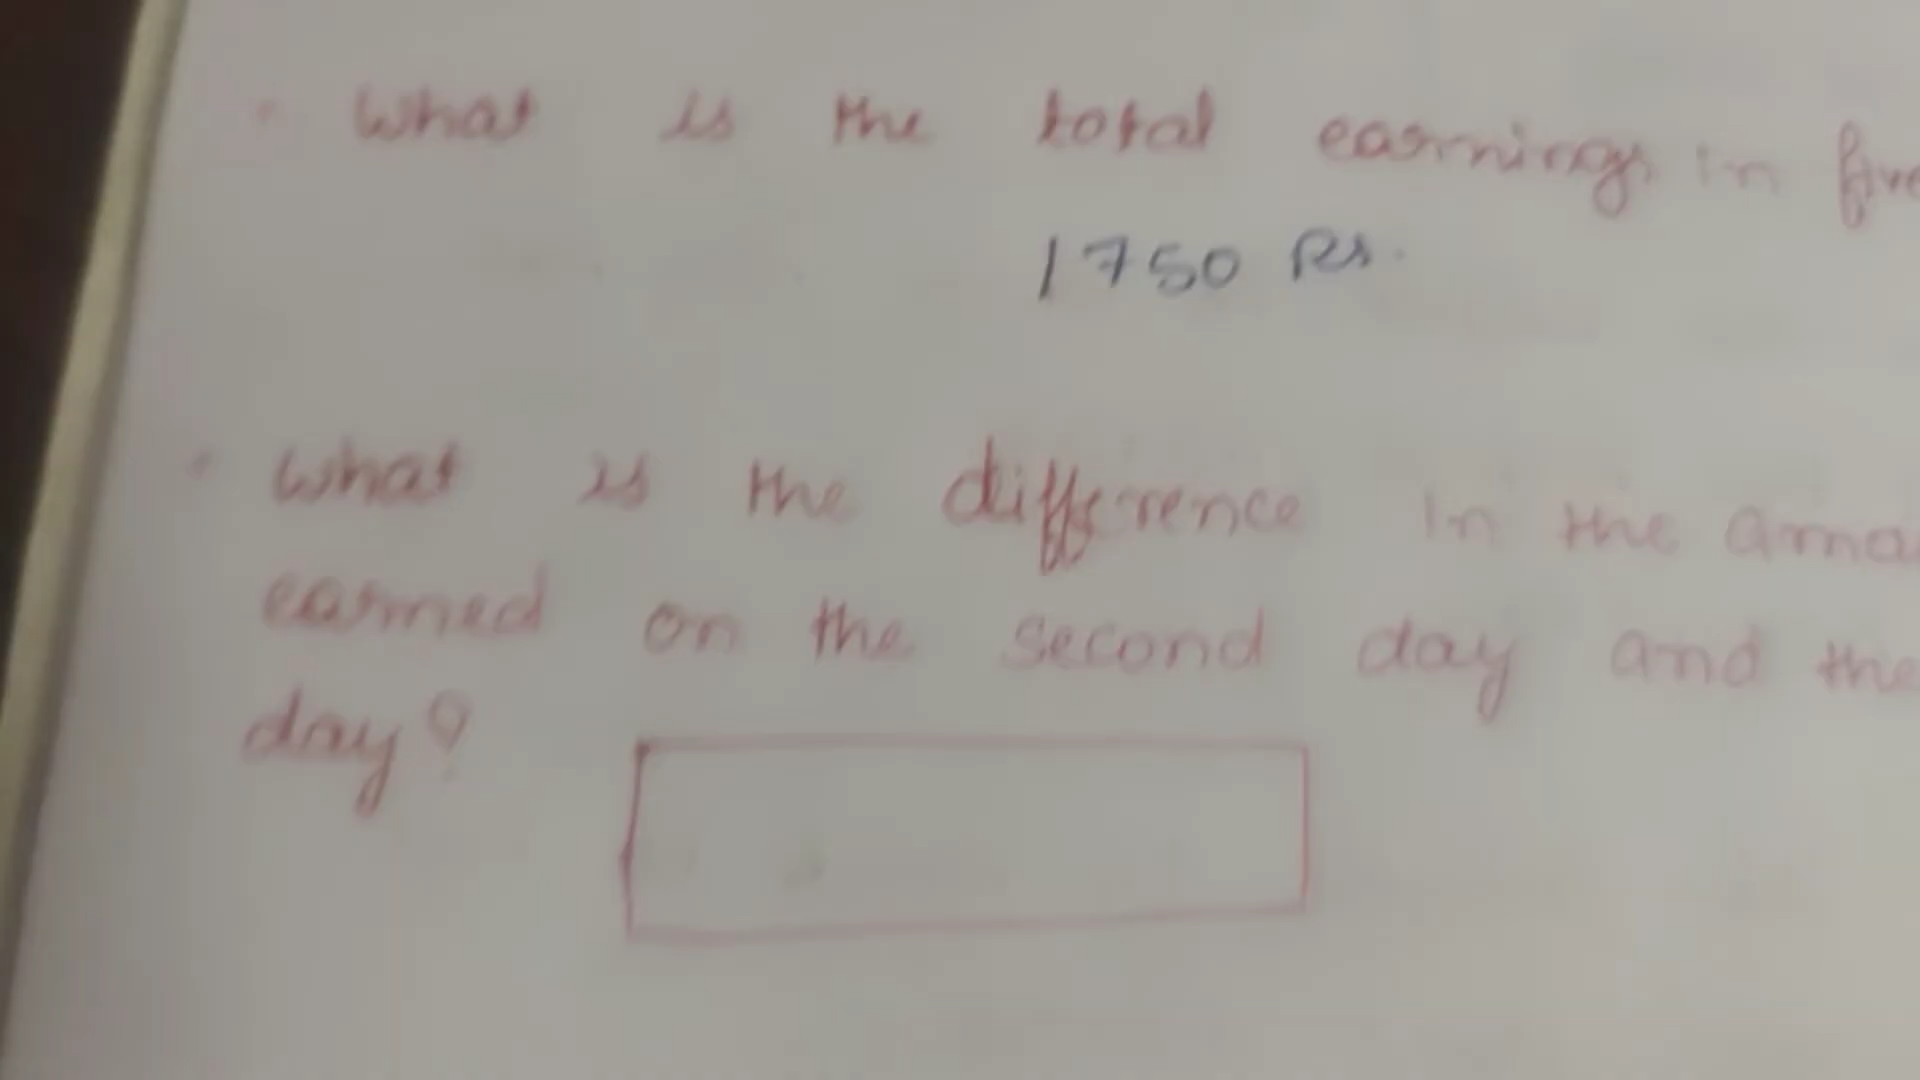 What is the total earnings in five
1750 Rs.
What is the difference in the
earned on the second day and the
day?